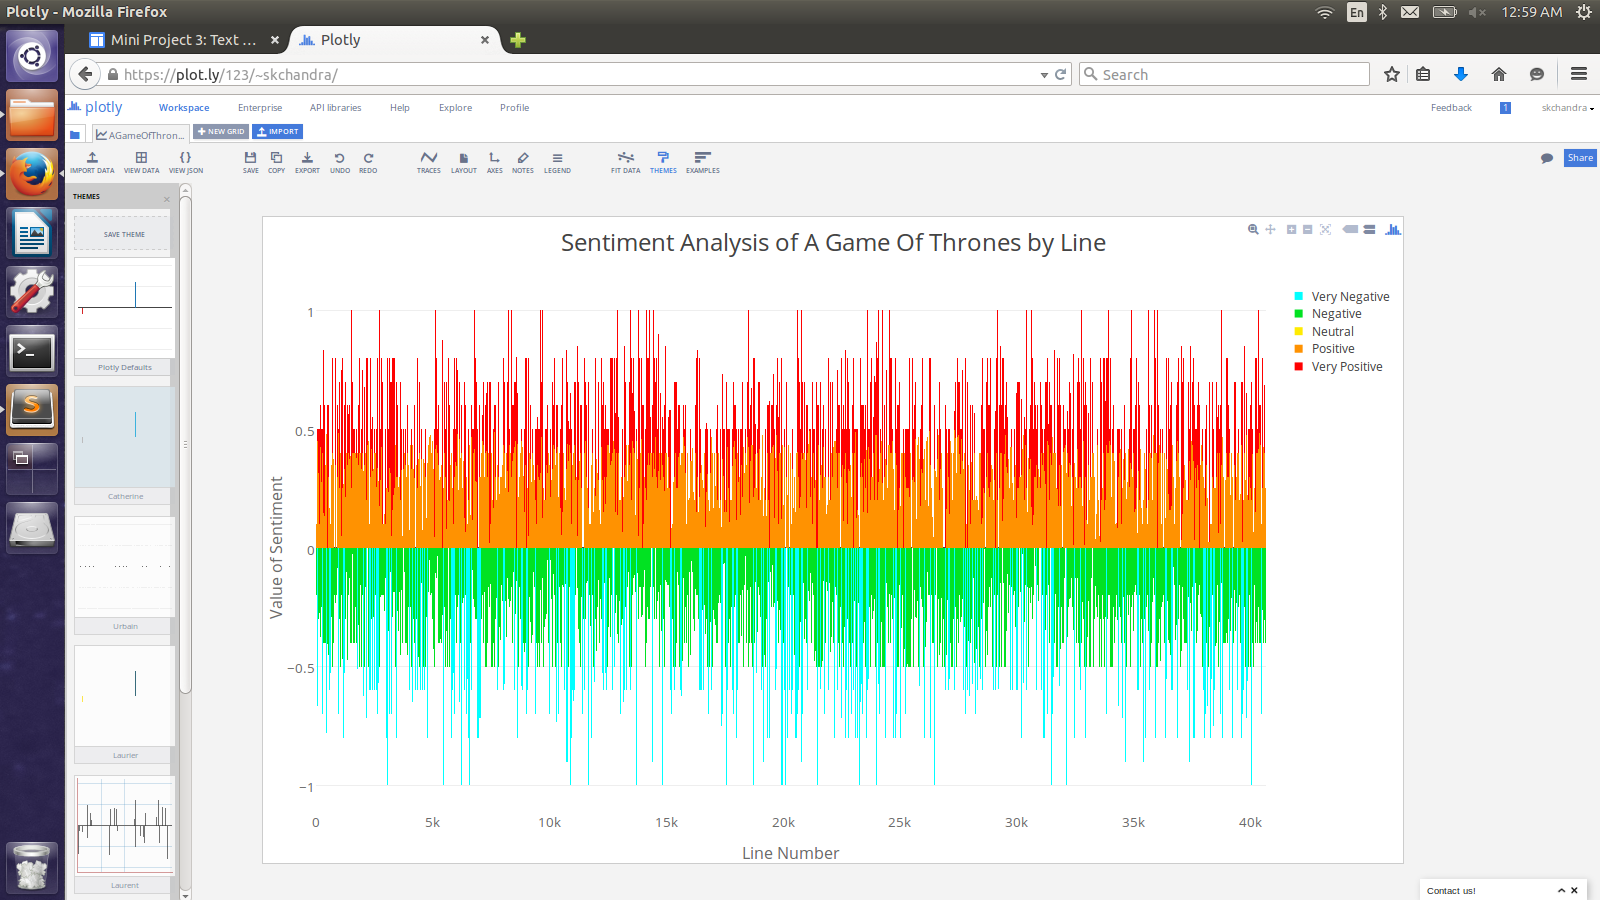 Plotly - Mozilla Firefox
En
12:59 AM
Mini Project 3: Text ...
Plotly
https://plot.ly/123/~skchandra/
Search
plotly
Workspace
Enterprise
API libraries
Help
Explore
Profile
Feedback
1
skchandra
AGameOfThron...
NEW GRID
IMPORT
IMPORT DATA
VIEW DATA
VIEW JSON
SAVE
COPY
EXPORT
UNDO
REDO
TRACES
LAYOUT
AXES
NOTES
LEGEND
FIT DATA
THEMES
EXAMPLES
Share
THEMES
SAVE THEME
Plotly Defaults
Catherine
Urbain
Laurier
Laurent
Sentiment Analysis of A Game Of Thrones by Line
Very Negative
Negative
Neutral
Positive
Very Positive
Value of Sentiment
1
0.5
0
−0.5
−1
0
5k
10k
15k
20k
25k
30k
35k
40k
Line Number
Contact us!